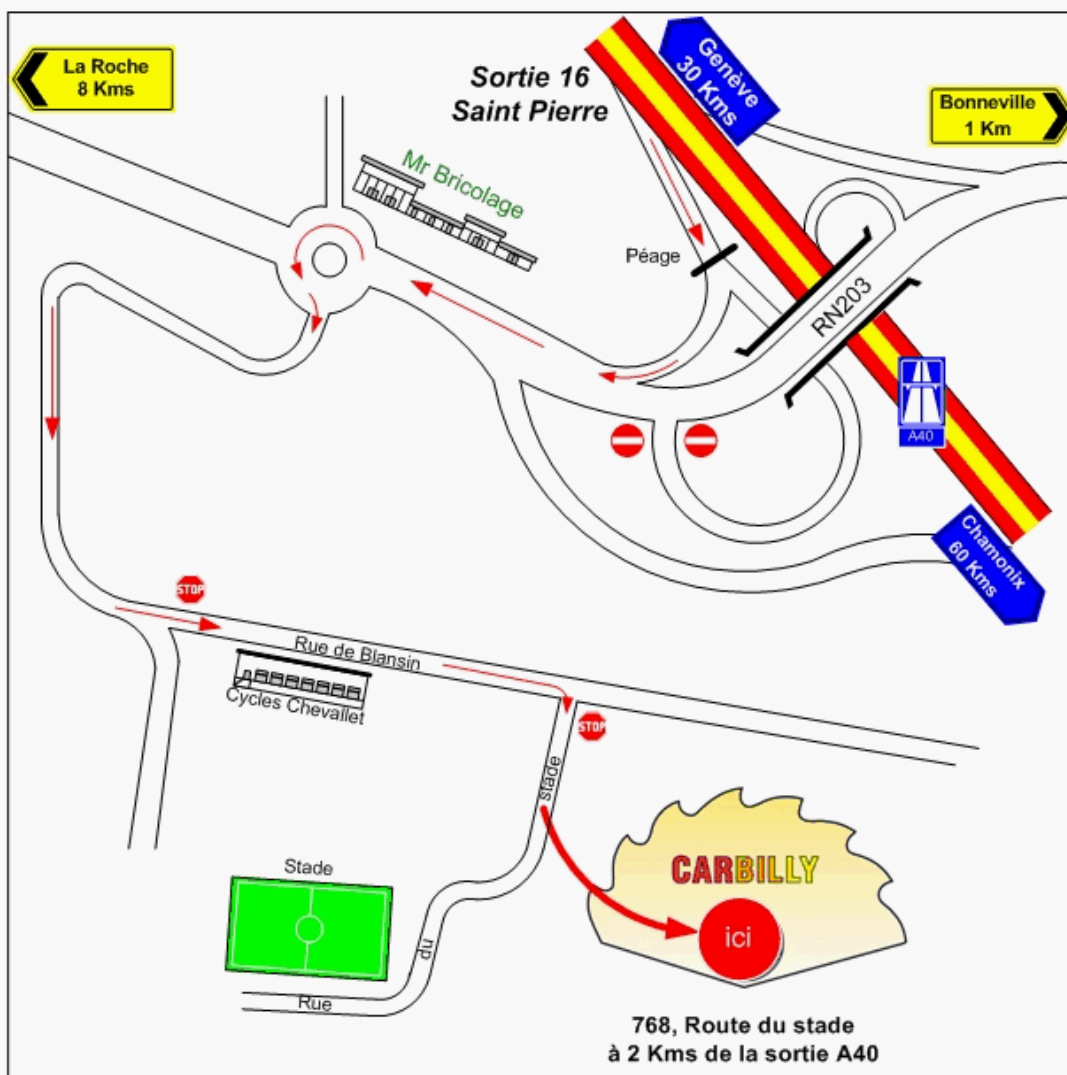 La Roche
8 Kms
Sortie 16
Saint Pierre
Genève
30 Kms
Bonneville
1 Km
Mr Bricolage
Péage
RN203
A40
Chamonix
60 Kms
STOP
Rue de Blansin
Cycles Chevallet
STOP
stade
Stade
CARBILLY
ici
du
Rue
768, Route du stade
à 2 Kms de la sortie A40